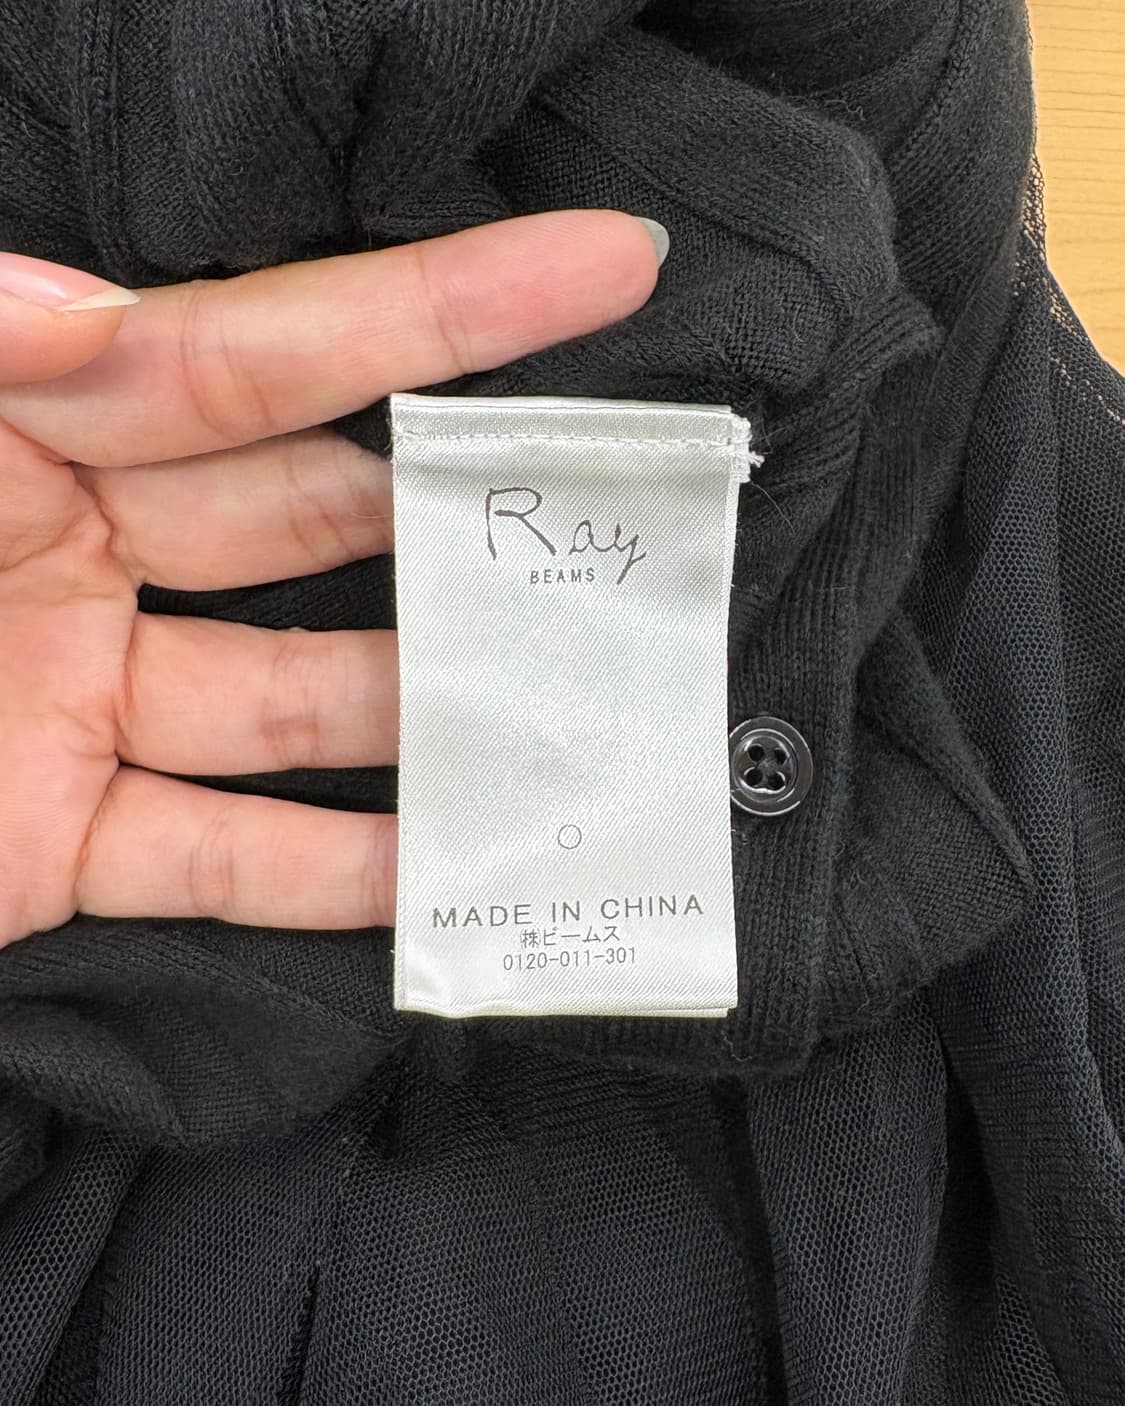 Ray
BEAMS
MADE IN CHINA
㈱ビームス
0120-011-301